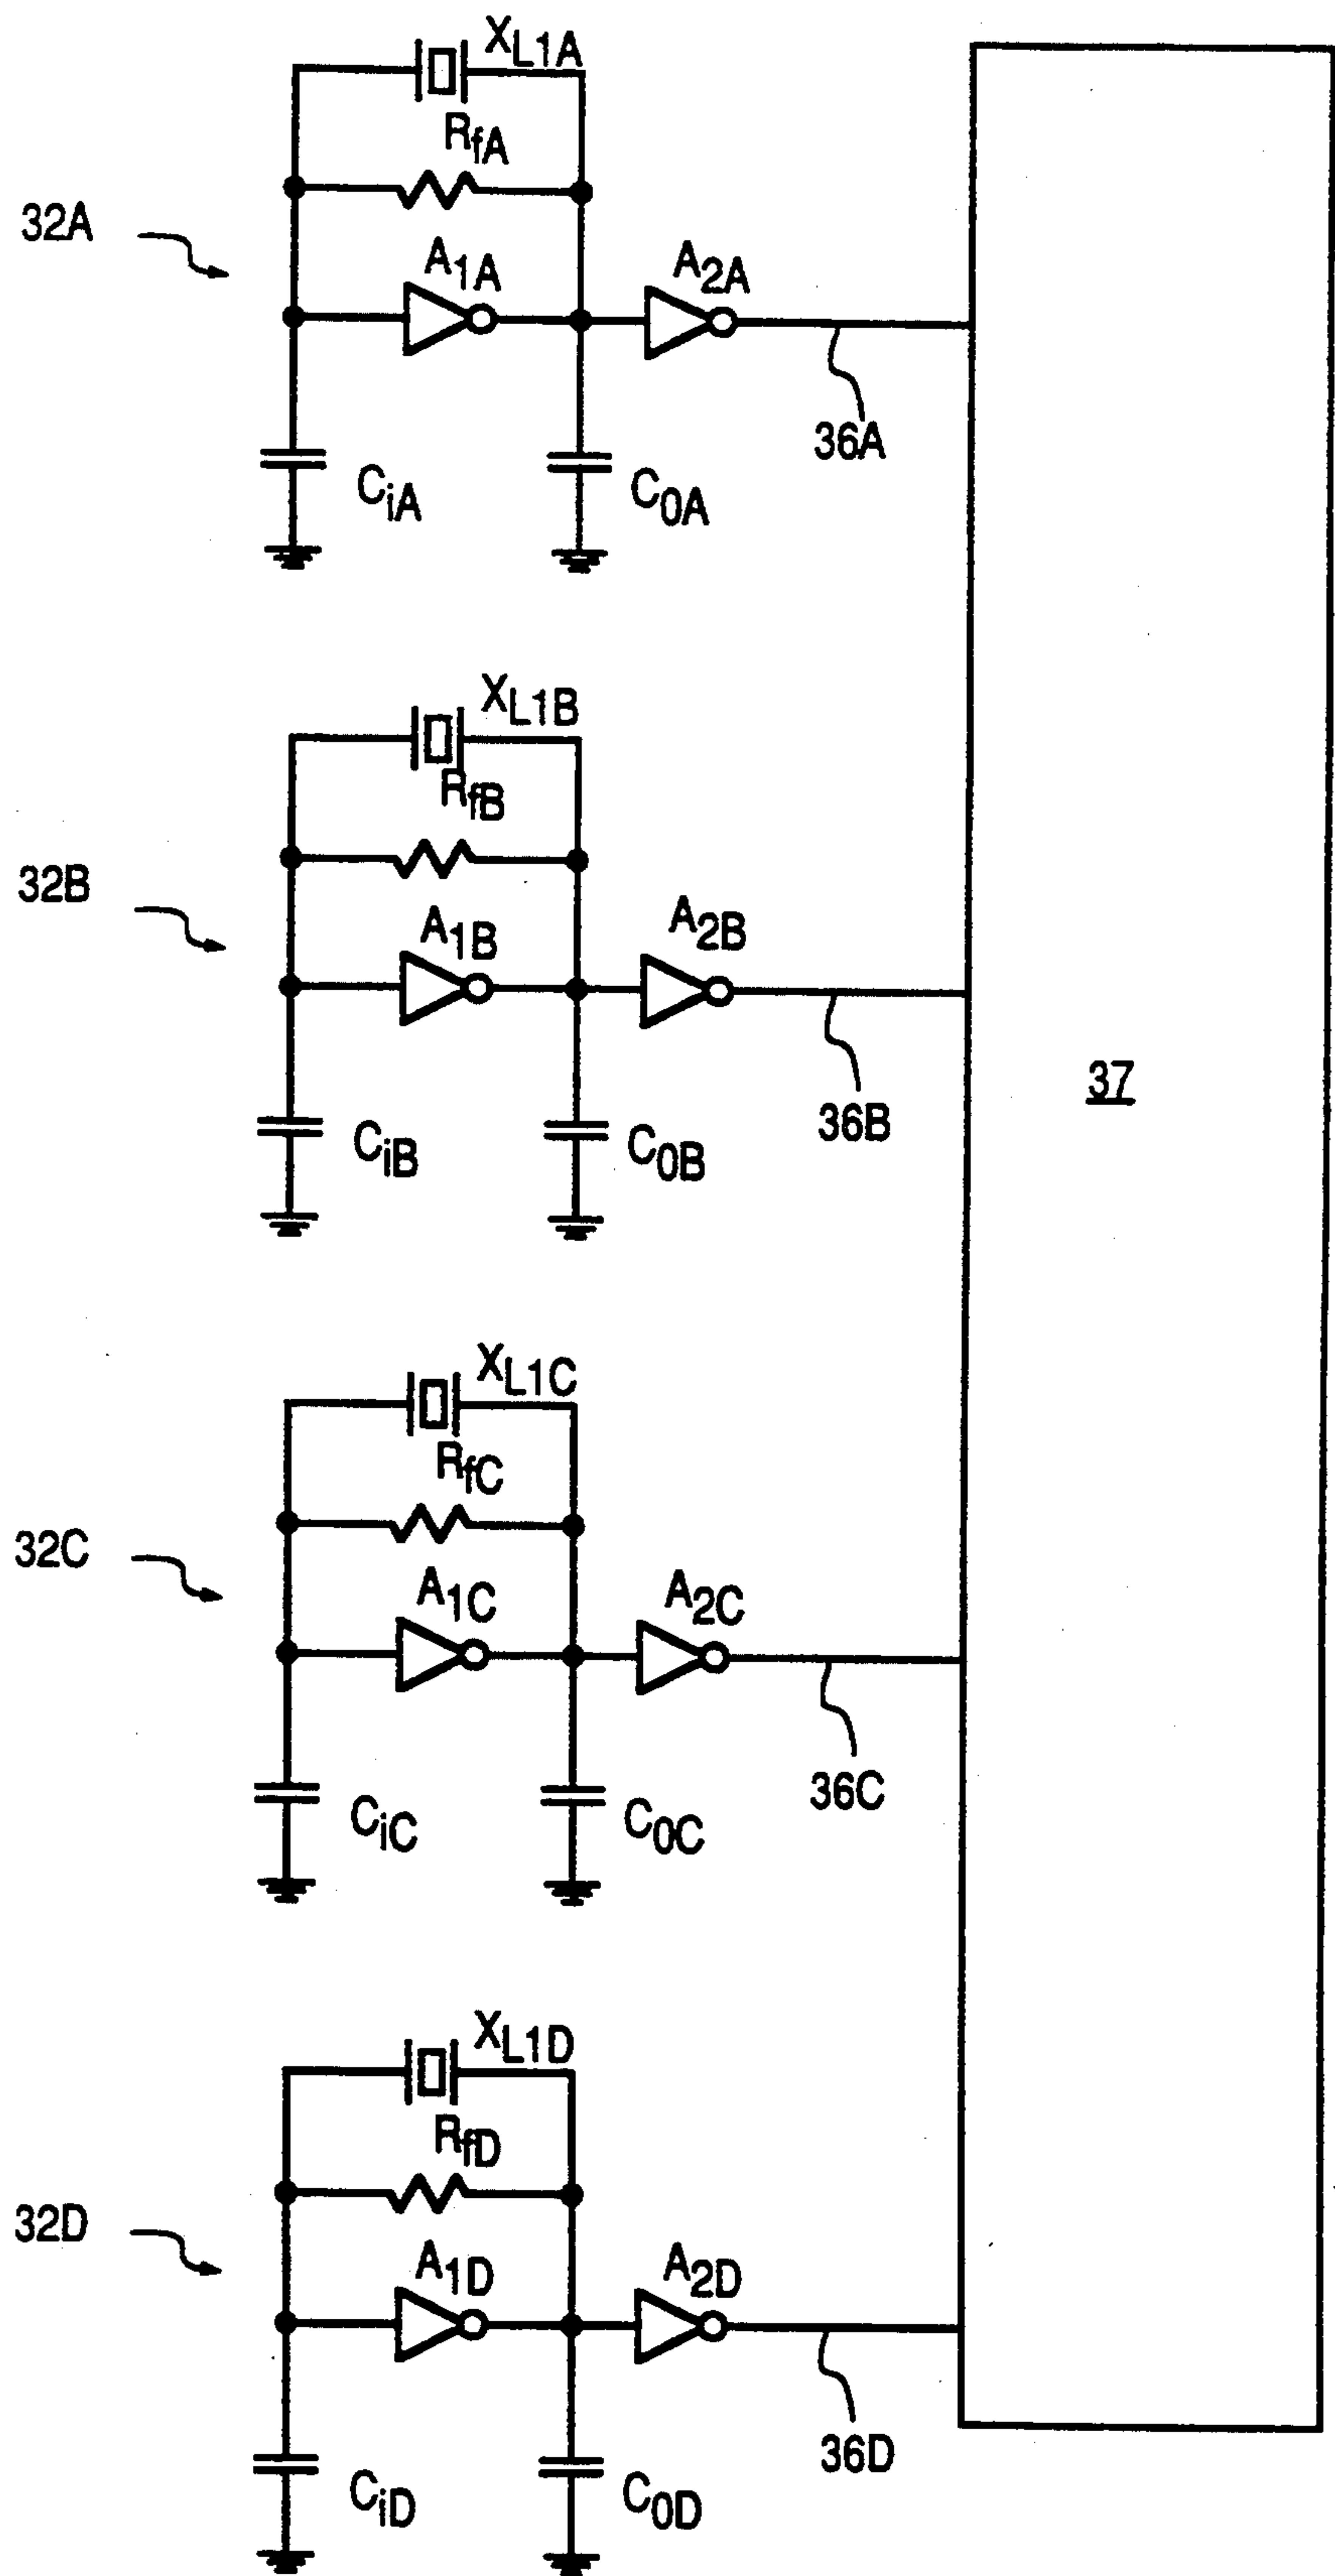 XL1A
RfA
32A
A1A
A2A
36A
CiA
C0A
XL1B
RfB
32B
A1B
A2B
37
36B
CiB
C0B
XL1C
RfC
32C
A1C
A2C
36C
CiC
C0C
XL1D
RfD
32D
A1D
A2D
36D
CiD
C0D